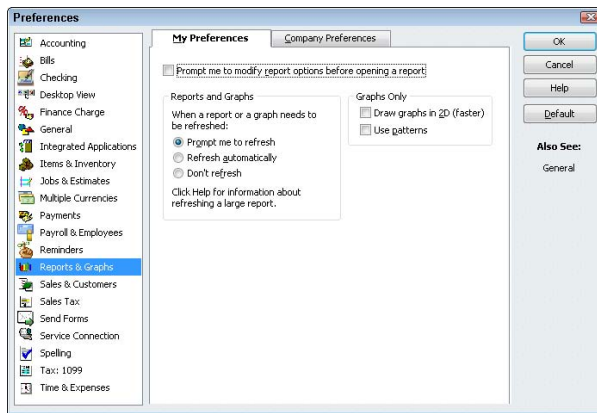 Preferences
Accounting
Bills
Checking
Desktop View
Finance Charge
General
Integrated Applications
Items & Inventory
Jobs & Estimates
Multiple Currencies
Payments
Payroll & Employees
Reminders
Reports & Graphs
Sales & Customers
Sales Tax
Send Forms
Service Connection
Spelling
Tax: 1099
Time & Expenses
My Preferences
Company Preferences
Prompt me to modify report options before opening a report
Reports and Graphs
When a report or a graph needs to
be refreshed:
Prompt me to refresh
Refresh automatically
Don't refresh
Click Help for information about
refreshing a large report.
Graphs Only
Draw graphs in 2D (faster)
Use patterns
OK
Cancel
Help
Default
Also See:
General